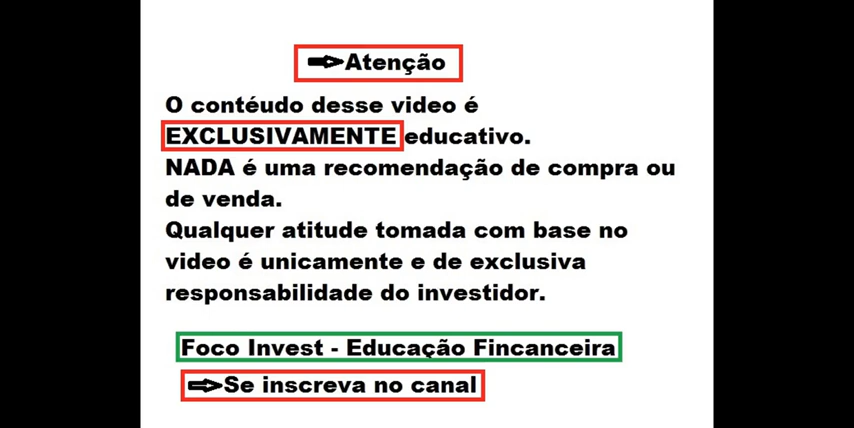 ⇨Atenção
O contéudo desse video é
EXCLUSIVAMENTE educativo.
NADA é uma recomendação de compra ou
de venda.
Qualquer atitude tomada com base no
video é unicamente e de exclusiva
responsabilidade do investidor.
Foco Invest - Educação Fincanceira
⇨Se inscreva no canal